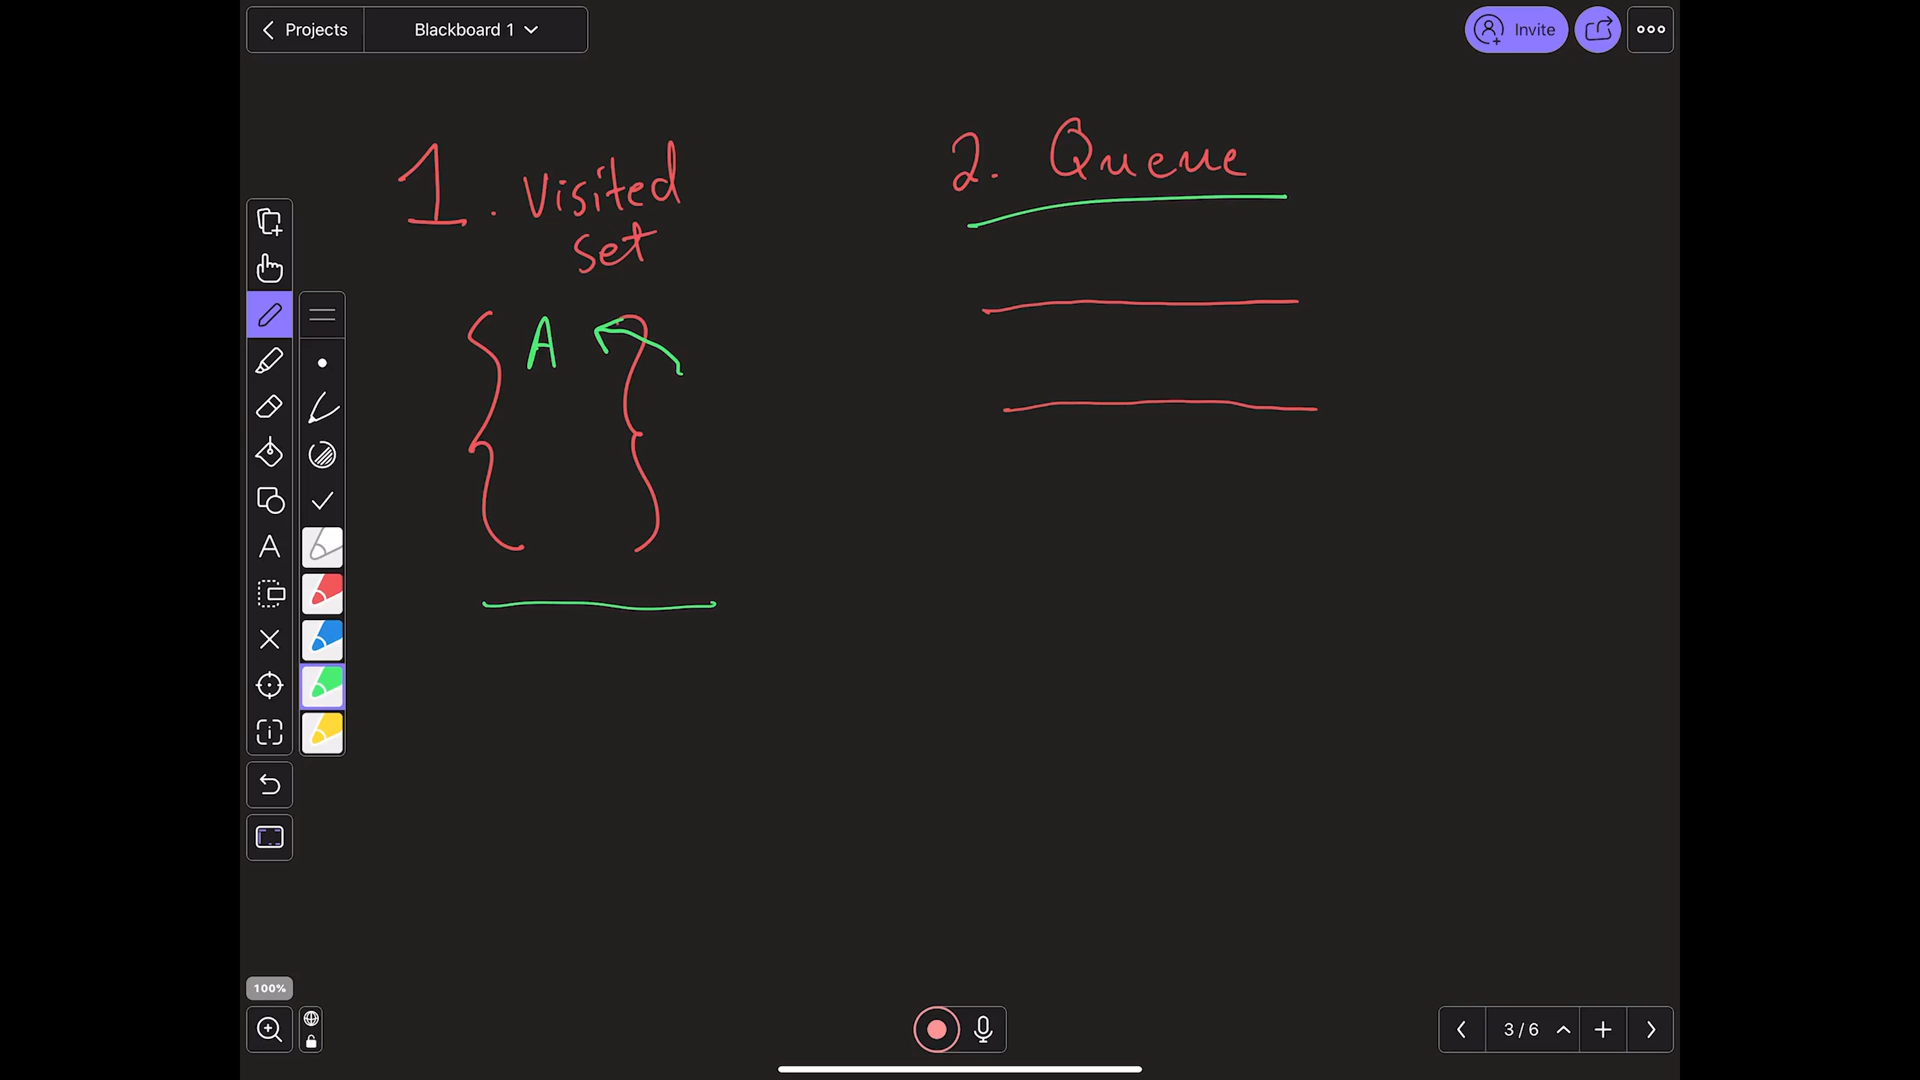 Projects
Blackboard 1
Invite
1. Visited
set
2. Queue
{ A }
A
100%
3 / 6